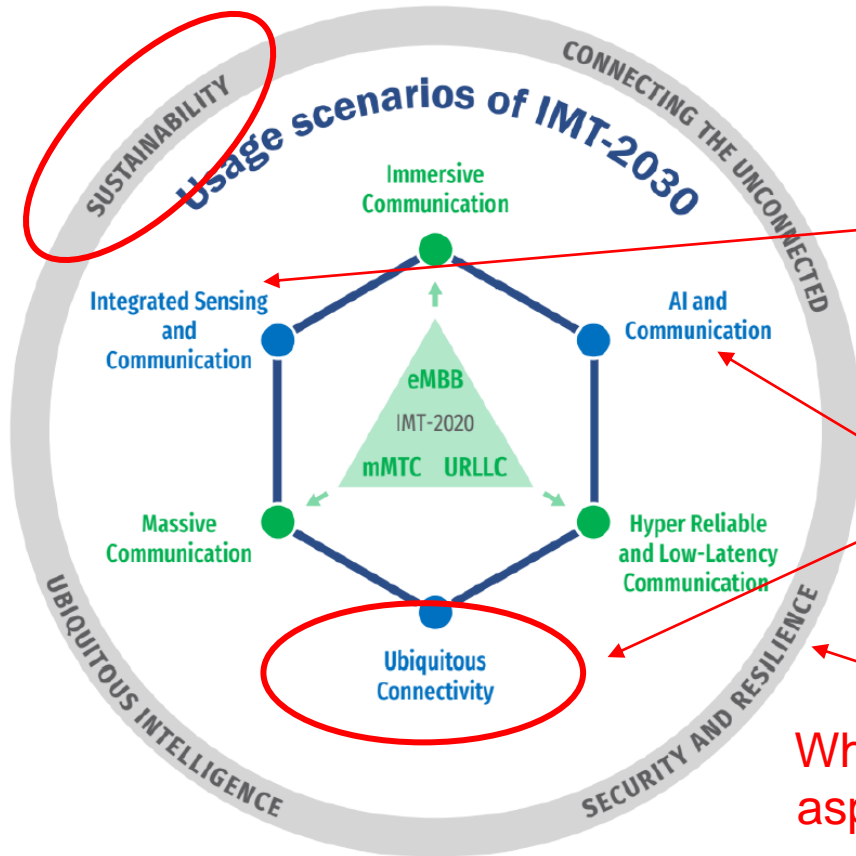 SUSTAINABILITY
CONNECTING THE UNCONNECTED
Usage scenarios of IMT-2030
Immersive
Communication
Integrated Sensing
and
Communication
AI and
Communication
eMBB
IMT-2020
mMTC URLLC
Massive
Communication
Hyper Reliable
and Low-Latency
Communication
Ubiquitous
Connectivity
UBIQUITOUS INTELLIGENCE
SECURITY AND RESILIENCE